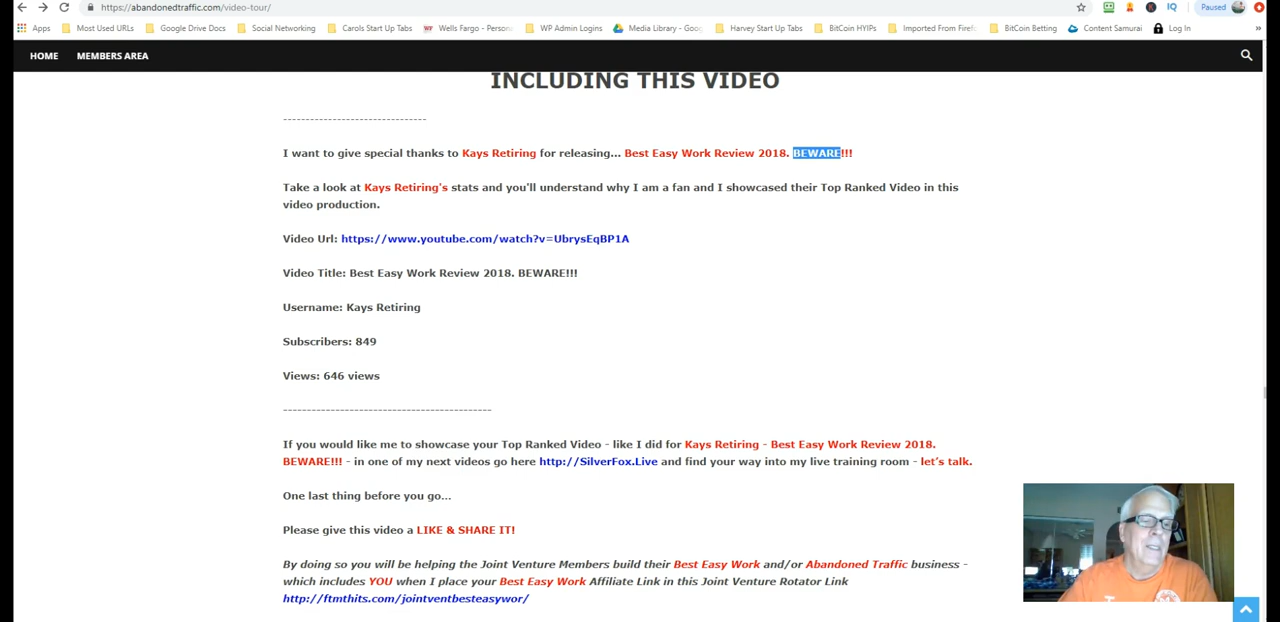 https://abandonedtraffic.com/video-tour/
Paused
Apps Most Used URLs Google Drive Docs Social Networking Carols Start Up Tabs Wells Fargo - Person WP Admin Logins Media Library - Goog Harvey Start Up Tabs BitCoin HYIPs Imported From Firef BitCoin Betting Content Samurai Log In »
HOME MEMBERS AREA
INCLUDING THIS VIDEO
--------------------------------
I want to give special thanks to Kays Retiring for releasing... Best Easy Work Review 2018. BEWARE!!!
Take a look at Kays Retiring's stats and you'll understand why I am a fan and I showcased their Top Ranked Video in this
video production.
Video Url: https://www.youtube.com/watch?v=UbrysEqBP1A
Video Title: Best Easy Work Review 2018. BEWARE!!!
Username: Kays Retiring
Subscribers: 849
Views: 646 views
----------------------------------------------
If you would like me to showcase your Top Ranked Video - like I did for Kays Retiring - Best Easy Work Review 2018.
BEWARE!!! - in one of my next videos go here http://SilverFox.Live and find your way into my live training room - let's talk.
One last thing before you go...
Please give this video a LIKE & SHARE IT!
By doing so you will be helping the Joint Venture Members build their Best Easy Work and/or Abandoned Traffic business -
which includes YOU when I place your Best Easy Work Affiliate Link in this Joint Venture Rotator Link
http://ftmthits.com/jointventbesteasywor/